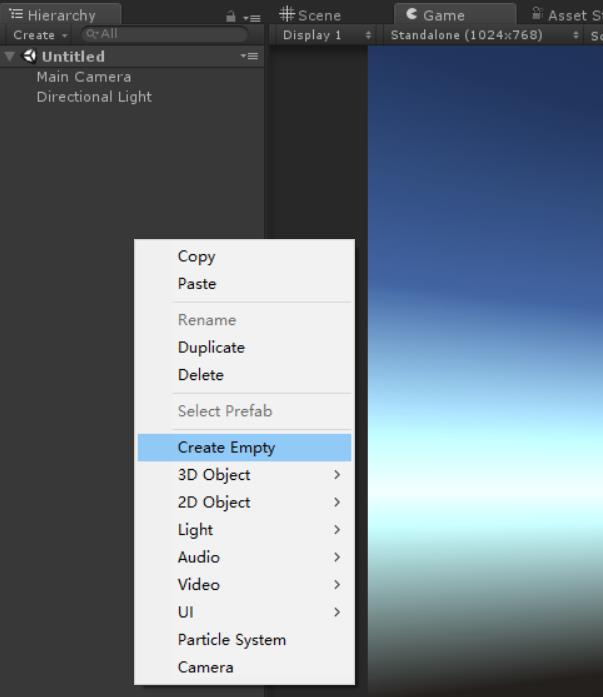 Hierarchy
Create
All
Untitled
Main Camera
Directional Light
Scene
Game
Asset S
Display 1
Standalone (1024x768)
Sc
Copy
Paste
Rename
Duplicate
Delete
Select Prefab
Create Empty
3D Object
2D Object
Light
Audio
Video
UI
Particle System
Camera